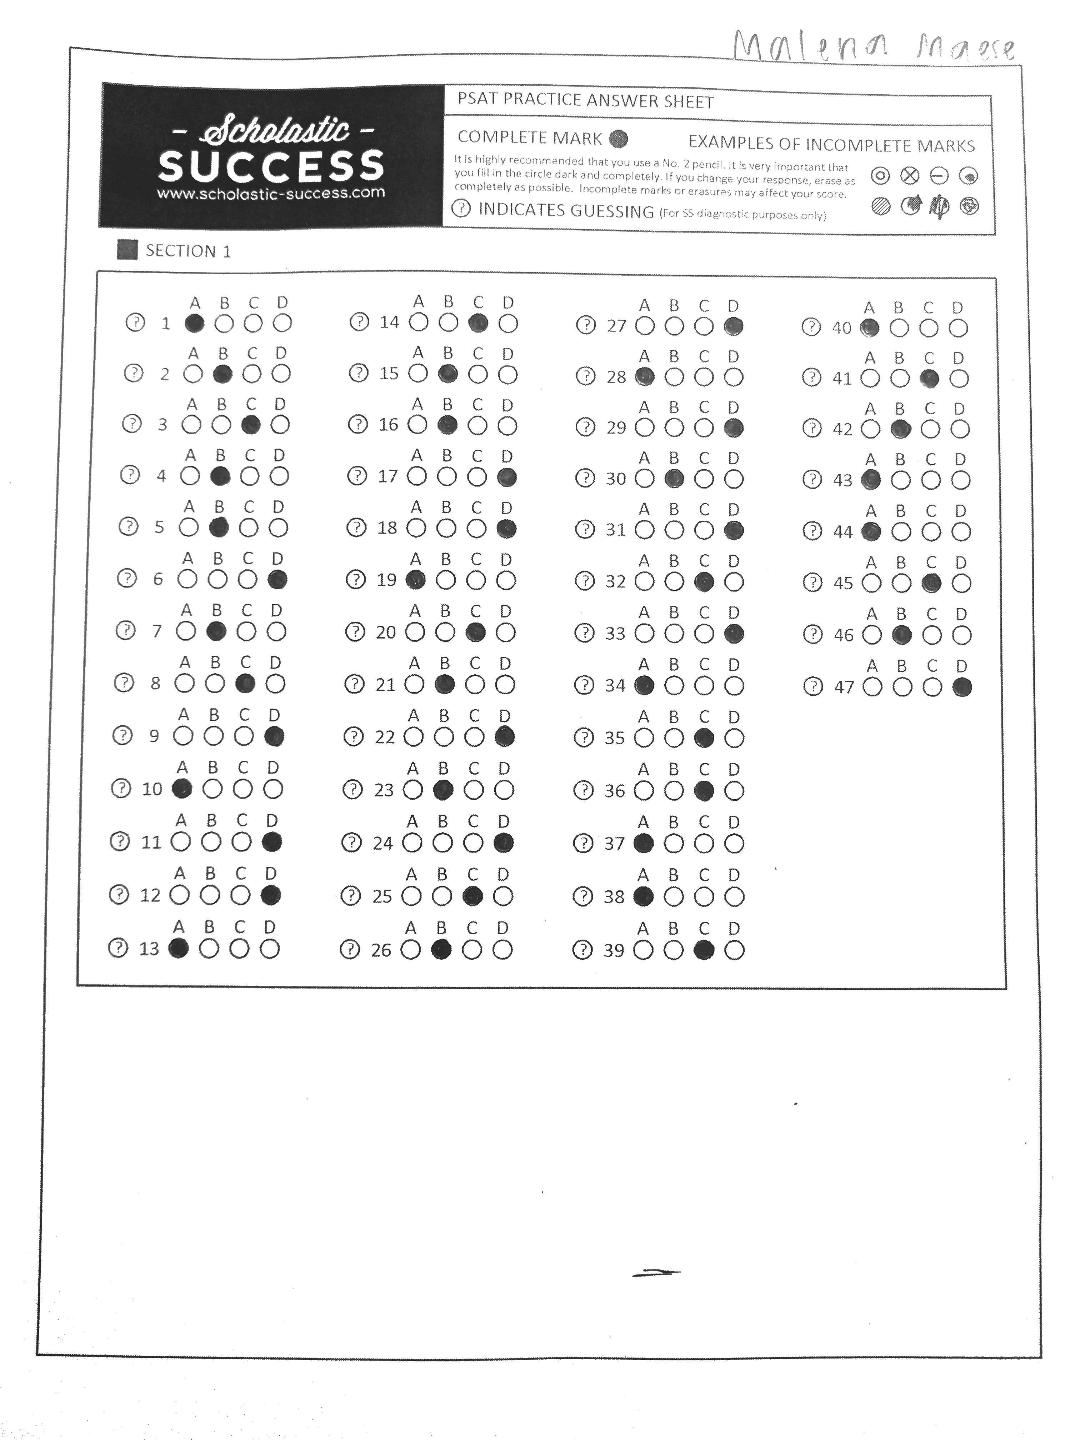 Malena Maese
- Scholastic -
SUCCESS
www.scholastic-success.com
PSAT PRACTICE ANSWER SHEET
COMPLETE MARK EXAMPLES OF INCOMPLETE MARKS
It is highly recommended that you use a No. 2 pencil. It is very important that
you fill in the circle dark and completely. If you change your response, erase as
completely as possible. Incomplete marks or erasures may affect your score.
? INDICATES GUESSING (For SS diagnostic purposes only)
SECTION 1
A B C D
? 1
A B C D
? 2
A B C D
? 3
A B C D
? 4
A B C D
? 5
A B C D
? 6
A B C D
? 7
A B C D
? 8
A B C D
? 9
A B C D
? 10
A B C D
? 11
A B C D
? 12
A B C D
? 13
A B C D
? 14
A B C D
? 15
A B C D
? 16
A B C D
? 17
A B C D
? 18
A B C D
? 19
A B C D
? 20
A B C D
? 21
A B C D
? 22
A B C D
? 23
A B C D
? 24
A B C D
? 25
A B C D
? 26
A B C D
? 27
A B C D
? 28
A B C D
? 29
A B C D
? 30
A B C D
? 31
A B C D
? 32
A B C D
? 33
A B C D
? 34
A B C D
? 35
A B C D
? 36
A B C D
? 37
A B C D
? 38
A B C D
? 39
A B C D
? 40
A B C D
? 41
A B C D
? 42
A B C D
? 43
A B C D
? 44
A B C D
? 45
A B C D
? 46
A B C D
? 47